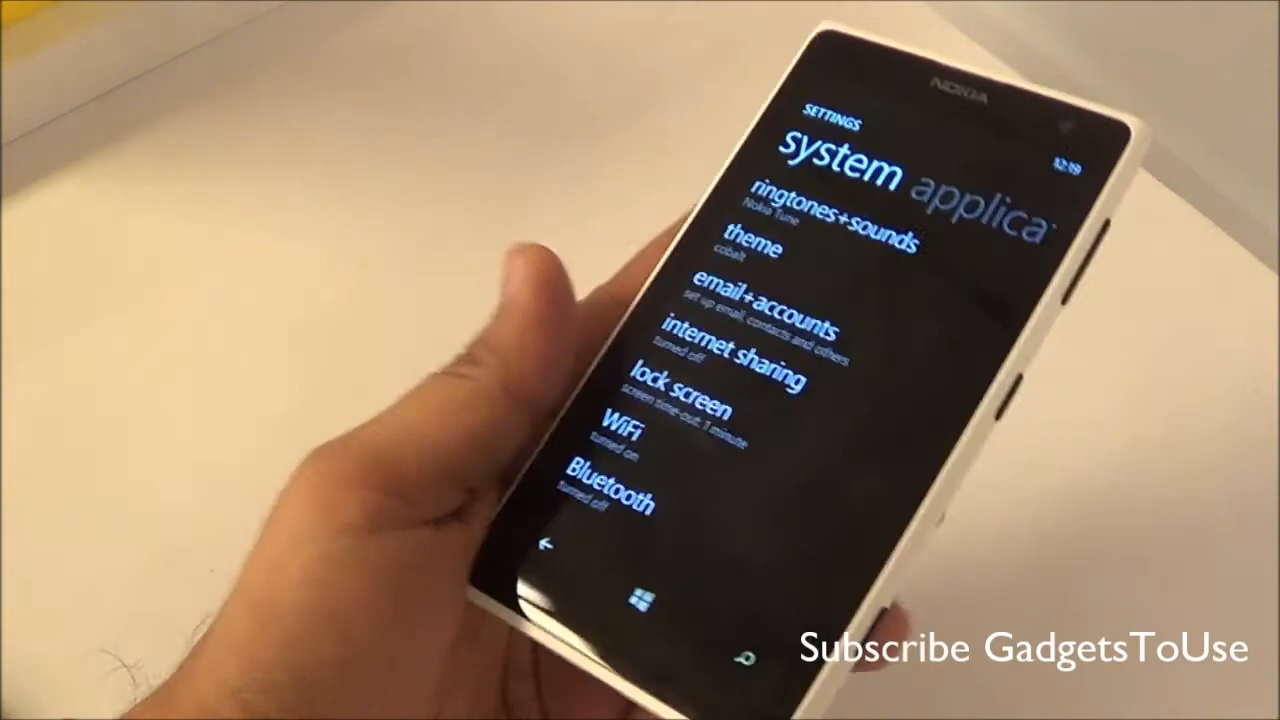 NOKIA
12:19
SETTINGS
system applica
ringtones+sounds
Nokia Tune
theme
cobalt
email+accounts
set up email, contacts and others
internet sharing
turned off
lock screen
screen time-out: 1 minute
WiFi
turned on
Bluetooth
turned off
Subscribe GadgetsToUse